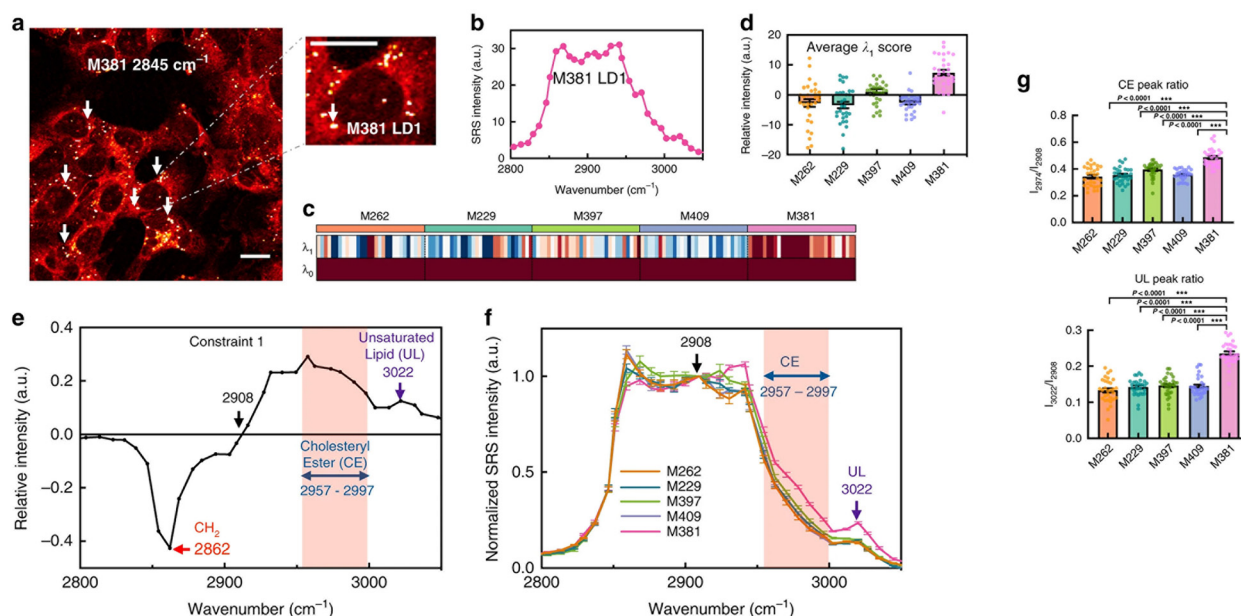 a
M381 2845 cm⁻¹
M381 LD1
b
SRS intensity (a.u.)
30
20
10
0
M381 LD1
2800 2900 3000
Wavenumber (cm⁻¹)
c
M262 M229 M397 M409 M381
λ₁
λ₀
d
Average λ₁ score
Relative intensity (a.u.)
20
10
0
−10
−20
M262 M229 M397 M409 M381
e
Relative intensity (a.u.)
0.4
0.2
0.0
−0.2
−0.4
Constraint 1
2908
Unsaturated
Lipid (UL)
3022
Cholesteryl
Ester (CE)
2957 - 2997
CH₂
2862
2800 2900 3000
Wavenumber (cm⁻¹)
f
Normalized SRS intensity (a.u.)
1.0
0.5
0.0
2908
CE
2957 – 2997
UL
3022
M262
M229
M397
M409
M381
2800 2900 3000
Wavenumber (cm⁻¹)
g
CE peak ratio
P < 0.0001 ***
P < 0.0001 ***
P < 0.0001 ***
P < 0.0001 ***
I₂₉₇₄/I₂₉₀₈
0.8
0.6
0.4
0.2
0.0
M262 M229 M397 M409 M381
UL peak ratio
P < 0.0001 ***
P < 0.0001 ***
P < 0.0001 ***
P < 0.0001 ***
I₃₀₂₂/I₂₉₀₈
0.3
0.2
0.1
0.0
M262 M229 M397 M409 M381